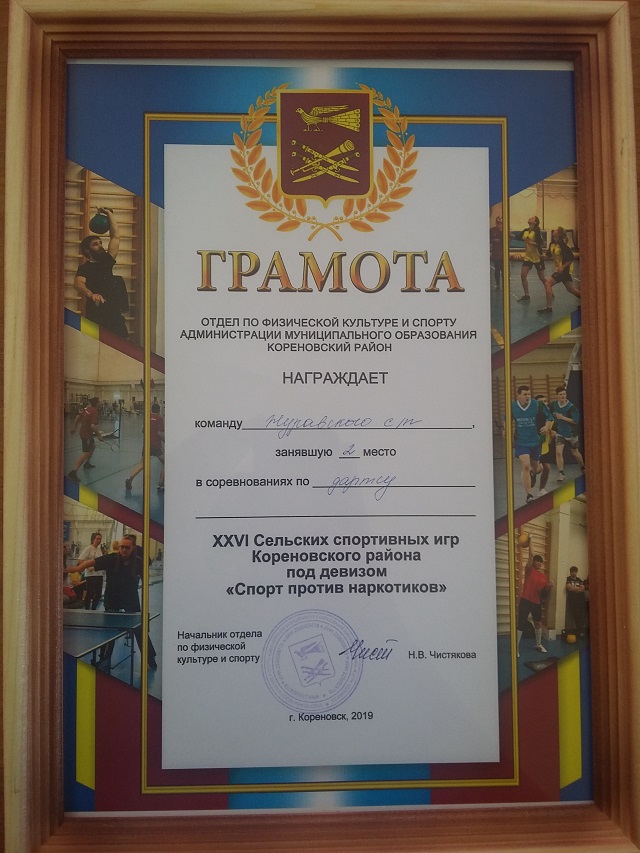 ГРАМОТА
ОТДЕЛ ПО ФИЗИЧЕСКОЙ КУЛЬТУРЕ И СПОРТУ
АДМИНИСТРАЦИИ МУНИЦИПАЛЬНОГО ОБРАЗОВАНИЯ
КОРЕНОВСКИЙ РАЙОН
НАГРАЖДАЕТ
команду Журавского с/п,
занявшую 2 место
в соревнованиях по дартсу
XXVI Сельских спортивных игр
Кореновского района
под девизом
«Спорт против наркотиков»
Начальник отдела
по физической
культуре и спорту
Н.В. Чистякова
г. Кореновск, 2019